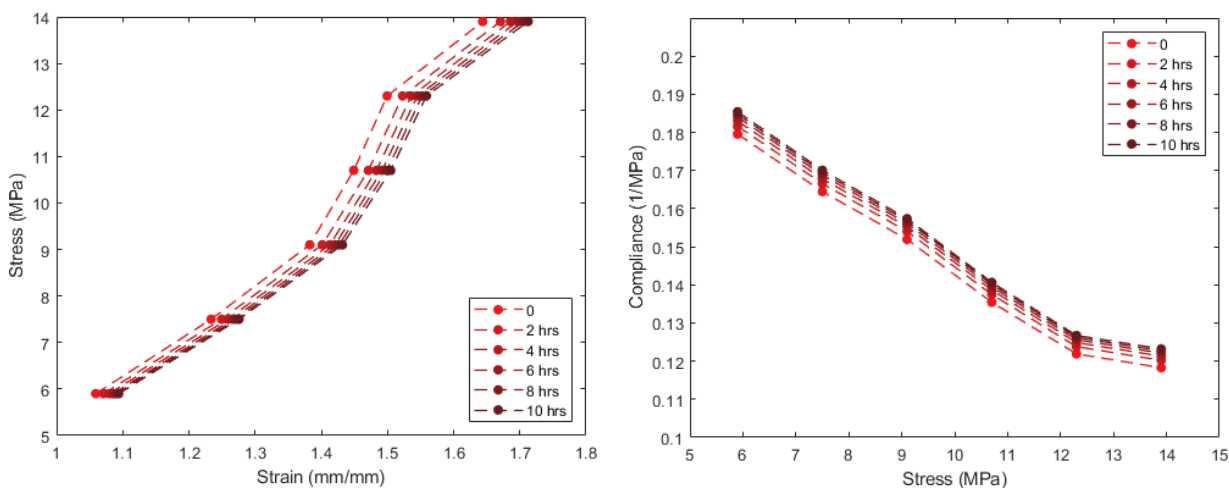 14
13
12
11
10
9
8
7
6
5
Stress (MPa)
0
2 hrs
4 hrs
6 hrs
8 hrs
10 hrs
1 1.1 1.2 1.3 1.4 1.5 1.6 1.7 1.8
Strain (mm/mm)
0.2
0.19
0.18
0.17
0.16
0.15
0.14
0.13
0.12
0.11
0.1
Compliance (1/MPa)
0
2 hrs
4 hrs
6 hrs
8 hrs
10 hrs
5 6 7 8 9 10 11 12 13 14 15
Stress (MPa)